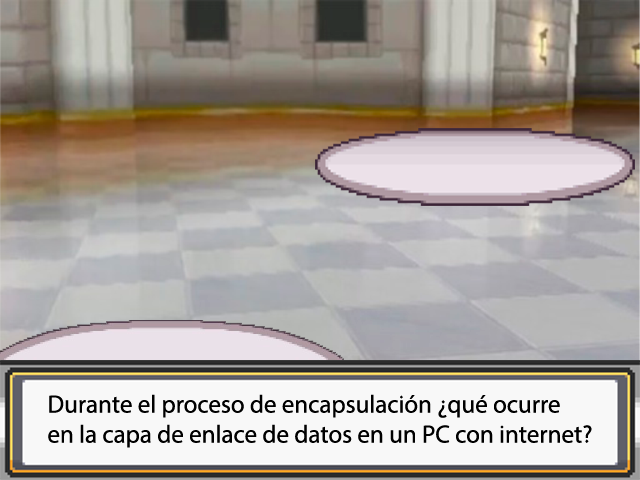 Durante el proceso de encapsulación ¿qué ocurre
en la capa de enlace de datos en un PC con internet?